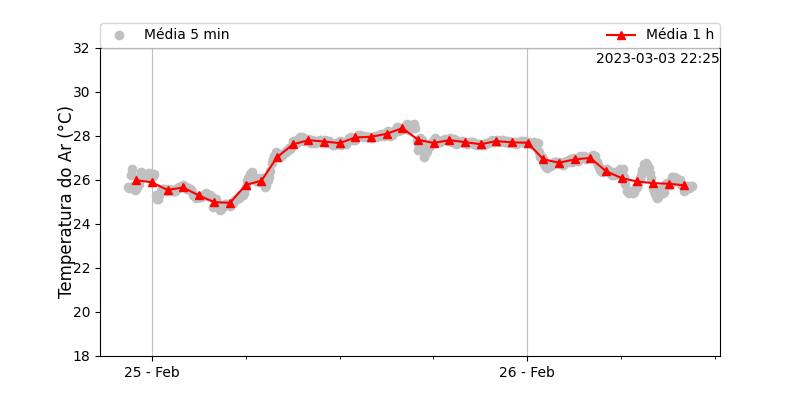 Média 5 min
Média 1 h
2023-03-03 22:25
Temperatura do Ar (°C)
32
30
28
26
24
22
20
18
25 - Feb
26 - Feb